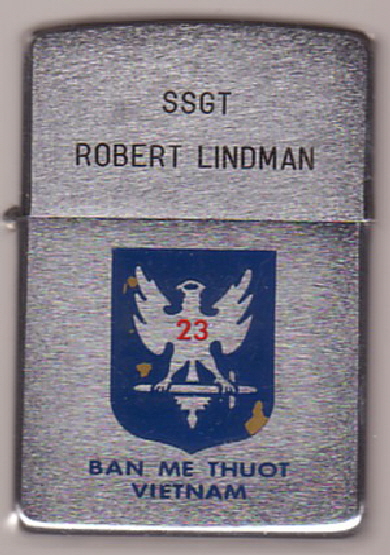 SSGT
ROBERT LINDMAN
23
BAN ME THUOT
VIETNAM